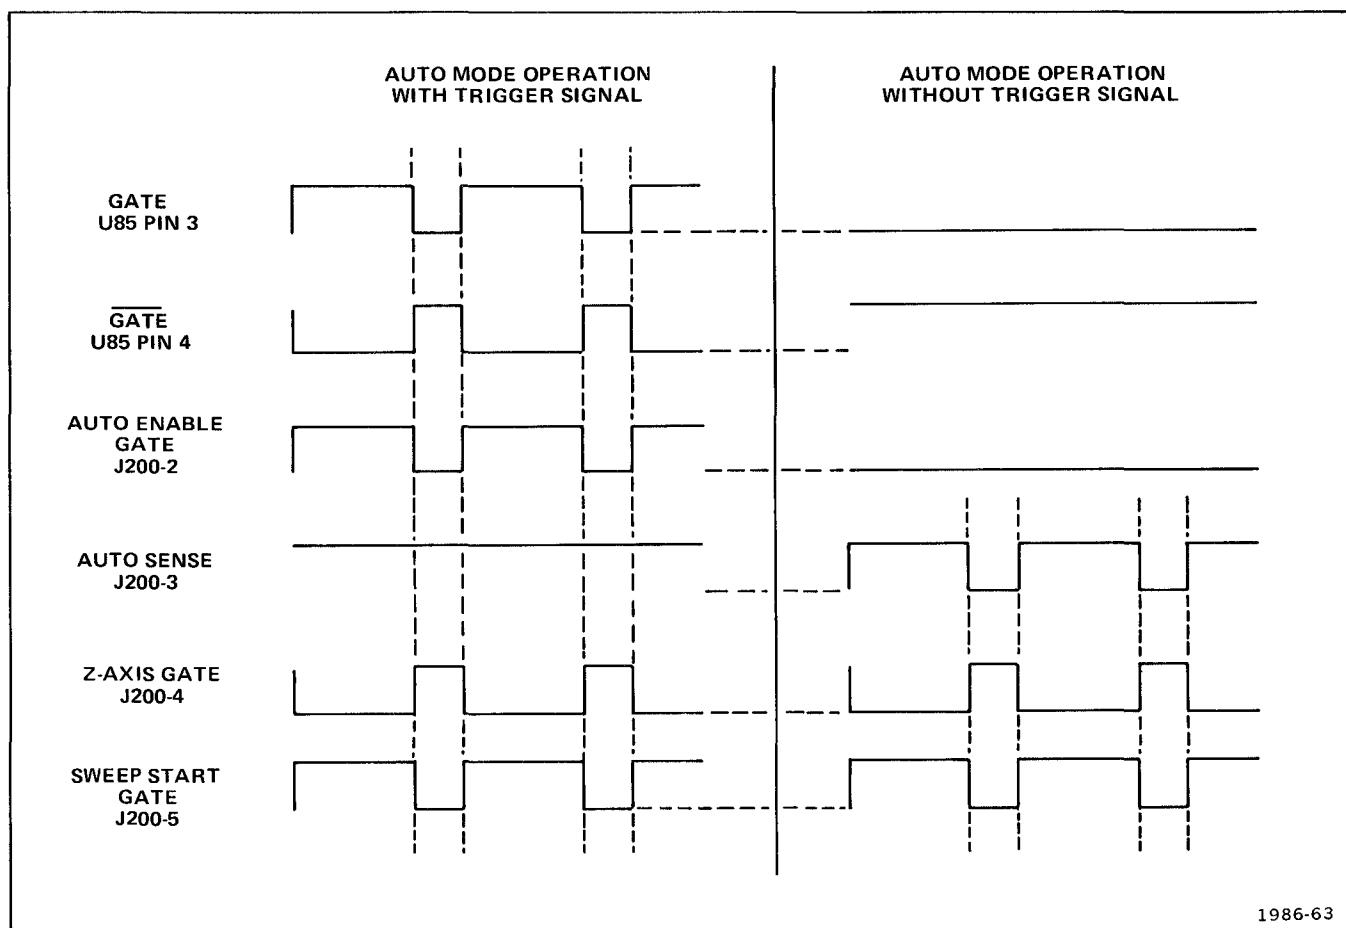 AUTO MODE OPERATION
WITH TRIGGER SIGNAL
AUTO MODE OPERATION
WITHOUT TRIGGER SIGNAL
GATE
U85 PIN 3
GATE
U85 PIN 4
AUTO ENABLE
GATE
J200-2
AUTO SENSE
J200-3
Z-AXIS GATE
J200-4
SWEEP START
GATE
J200-5
1986-63